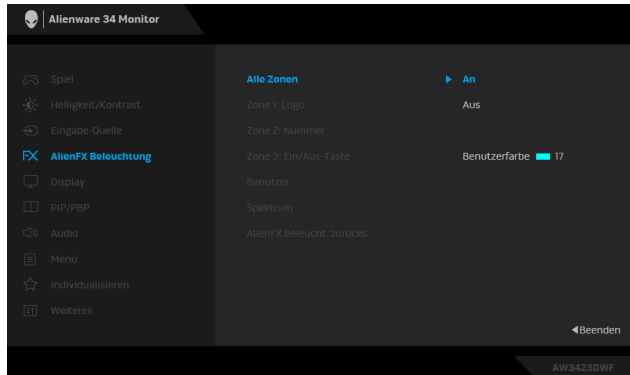 Alienware 34 Monitor
Spiel
Helligkeit/Kontrast
Eingabe-Quelle
FX AlienFX Beleuchtung
Display
PIP/PBP
Audio
Menü
Individualisieren
Weiteres
Alle Zonen
Zone 1: Logo
Zone 2: Nummer
Zone 3: Ein/Aus-Taste
Benutzer
Spektrum
AlienFX Beleucht. zurücks.
An
Aus
Benutzerfarbe 17
Beenden
AW3423DWF